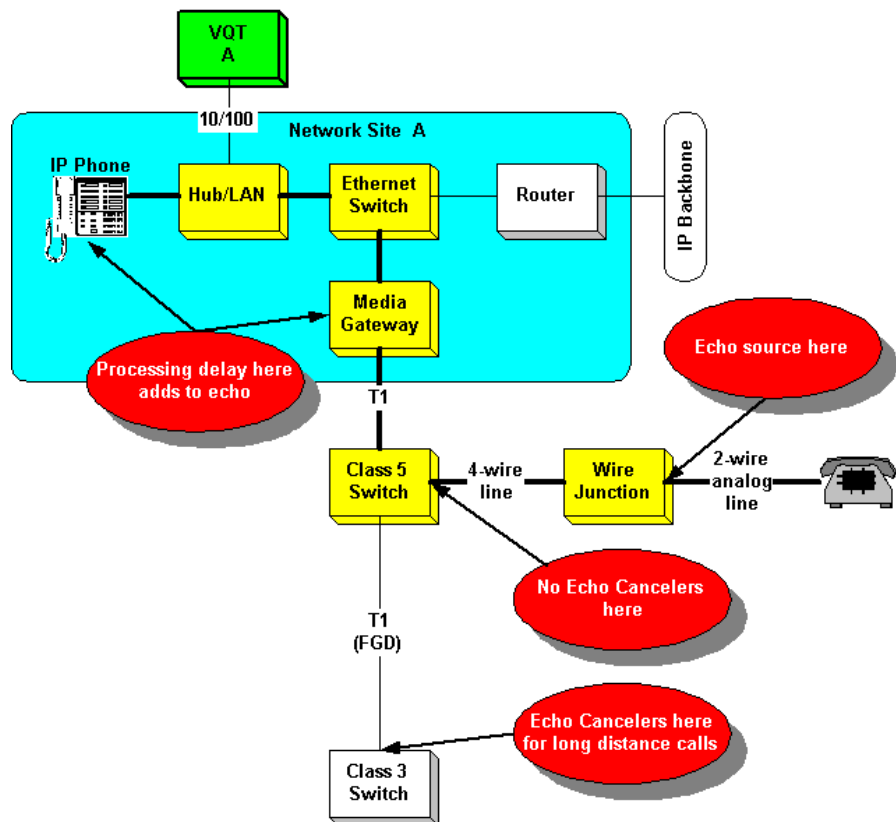 VQT
A
10/100
Network Site A
IP Phone
Hub/LAN
Ethernet
Switch
Router
IP Backbone
Media
Gateway
Processing delay here
adds to echo
Echo source here
T1
Class 5
Switch
4-wire
line
Wire
Junction
2-wire
analog
line
No Echo Cancelers
here
T1
(FGD)
Echo Cancelers here
for long distance calls
Class 3
Switch